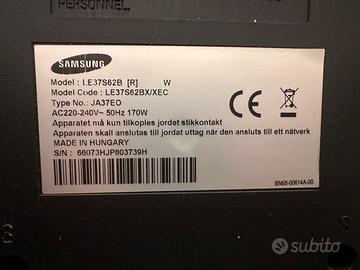 PERSONNEL
SAMSUNG
Model : LE37S62B [R] W
Model Code : LE37S62BX/XEC
Type No. : JA37EO
AC220-240V~ 50Hz 170W
Apparatet må kun tilkoples jordet stikkontakt
Apparaten skall anslutas till jordat uttag när den ansluts till ett nätverk
MADE IN HUNGARY
S/N : 66073HJP803739H
BN68-00614A-00
S
S
subito